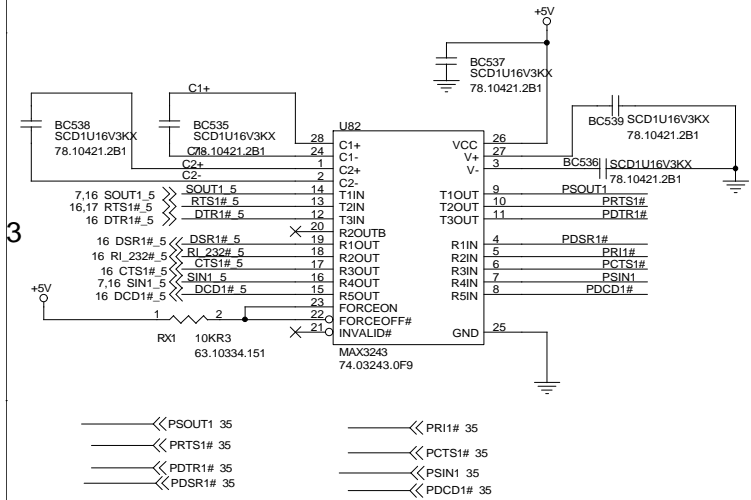 +5V
BC537
SCD1U16V3KX
78.10421.2B1
C1+
BC538
SCD1U16V3KX
78.10421.2B1
BC535
SCD1U16V3KX
78.10421.2B1
BC539 SCD1U16V3KX
78.10421.2B1
BC536 SCD1U16V3KX
78.10421.2B1
C1-
C2+
C2-
U82
28 C1+
24 C1-
1 C2+
2 C2-
7,16 SOUT1_5 SOUT1_5 14 T1IN
16,17 RTS1#_5 RTS1#_5 13 T2IN
16 DTR1#_5 DTR1#_5 12 T3IN
20 R2OUTB
16 DSR1#_5 DSR1#_5 19 R1OUT
16 RI_232#_5 RI_232#_5 18 R2OUT
16 CTS1#_5 CTS1#_5 17 R3OUT
7,16 SIN1_5 SIN1_5 16 R4OUT
16 DCD1#_5 DCD1#_5 15 R5OUT
23 FORCEON
22 FORCEOFF#
21 INVALID#
VCC 26
V+ 27
V- 3
T1OUT 9 PSOUT1
T2OUT 10 PRTS1#
T3OUT 11 PDTR1#
R1IN 4 PDSR1#
R2IN 5 PRI1#
R3IN 6 PCTS1#
R4IN 7 PSIN1
R5IN 8 PDCD1#
GND 25
MAX3243
74.03243.0F9
3
+5V
1 2
RX1 10KR3
63.10334.151
PSOUT1 35
PRTS1# 35
PDTR1# 35
PDSR1# 35
PRI1# 35
PCTS1# 35
PSIN1 35
PDCD1# 35